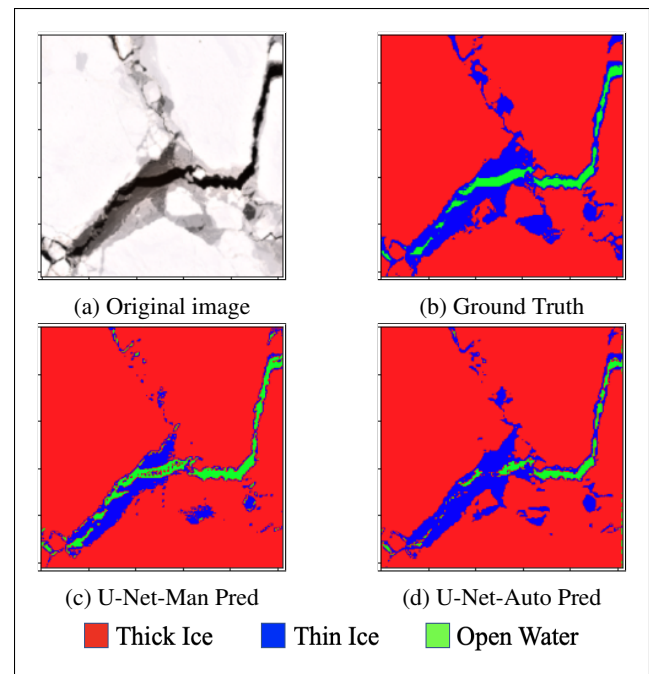 (a) Original image
(b) Ground Truth
(c) U-Net-Man Pred
(d) U-Net-Auto Pred
Thick Ice
Thin Ice
Open Water